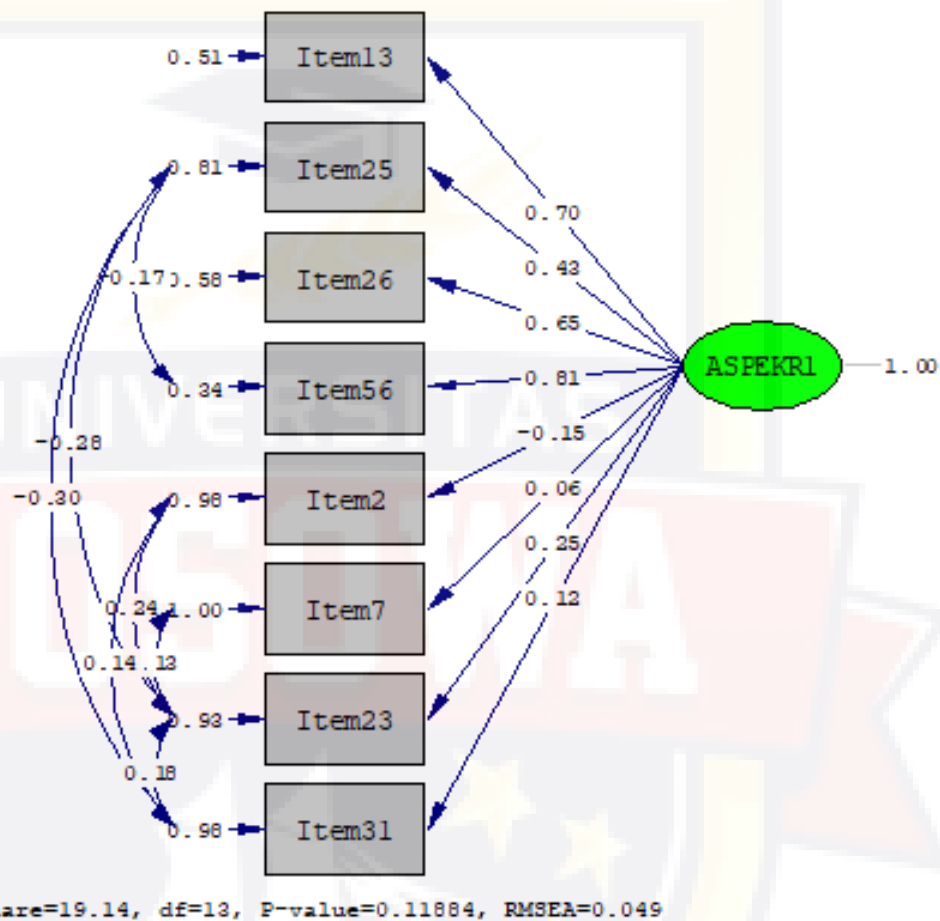 0.51 Item13
0.81 Item25
0.70
0.43
-0.17 0.58 Item26
0.65
0.34 Item56 0.81 ASPEKR1 1.00
NIVERSITAS
-0.15
-0.28
-0.30 0.98 Item2
0.06
0.25
OSOWA
0.24 1.00 Item7
0.14 .13
0.93 Item23
0.18
0.98 Item31
are=19.14, df=13, P-value=0.11884, RMSEA=0.049